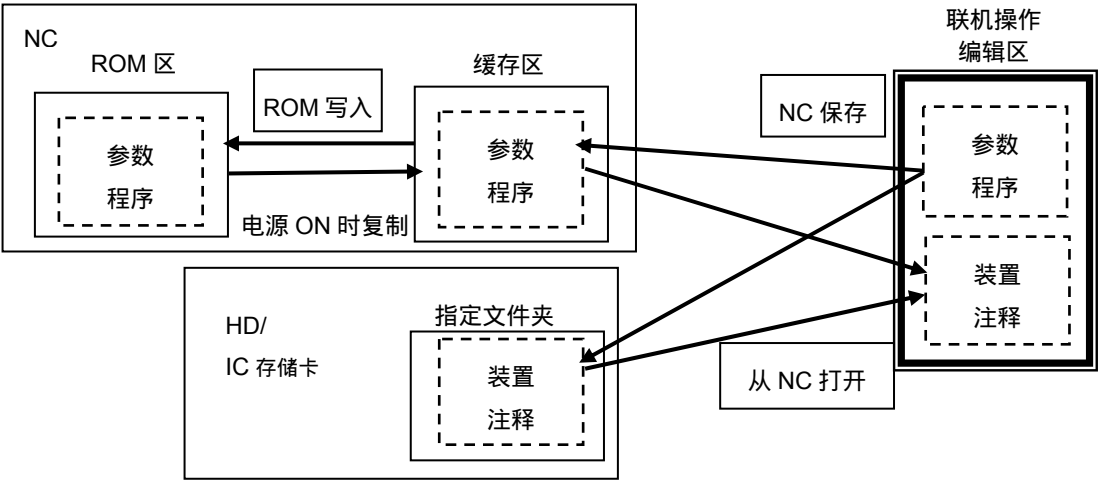 联机操作
编辑区
NC
ROM 区
缓存区
ROM 写入
NC 保存
参数
程序
参数
程序
参数
程序
电源 ON 时复制
装置
注释
指定文件夹
HD/
IC 存储卡
装置
注释
从 NC 打开